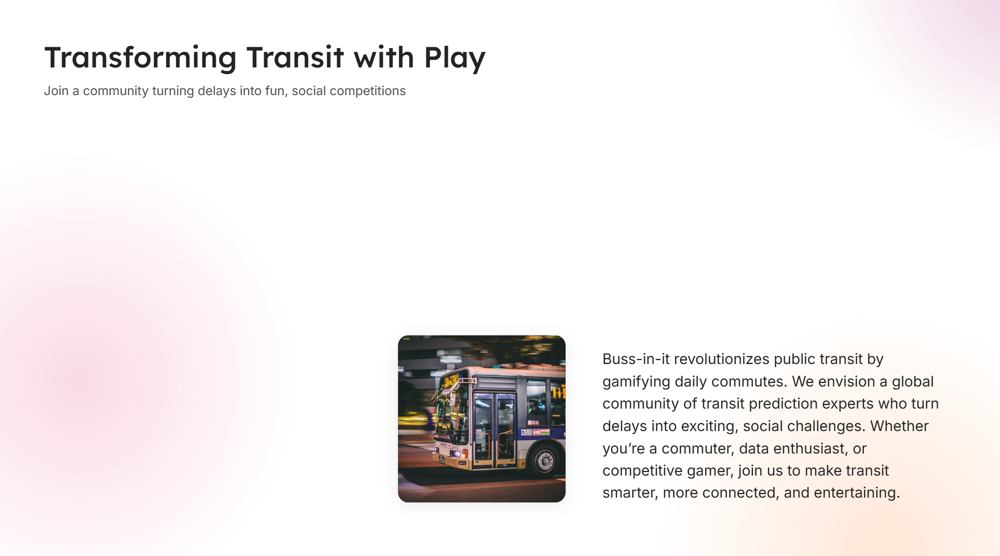 Transforming Transit with Play
Join a community turning delays into fun, social competitions
Buss-in-it revolutionizes public transit by
gamifying daily commutes. We envision a global
community of transit prediction experts who turn
delays into exciting, social challenges. Whether
you’re a commuter, data enthusiast, or
competitive gamer, join us to make transit
smarter, more connected, and entertaining.
入口